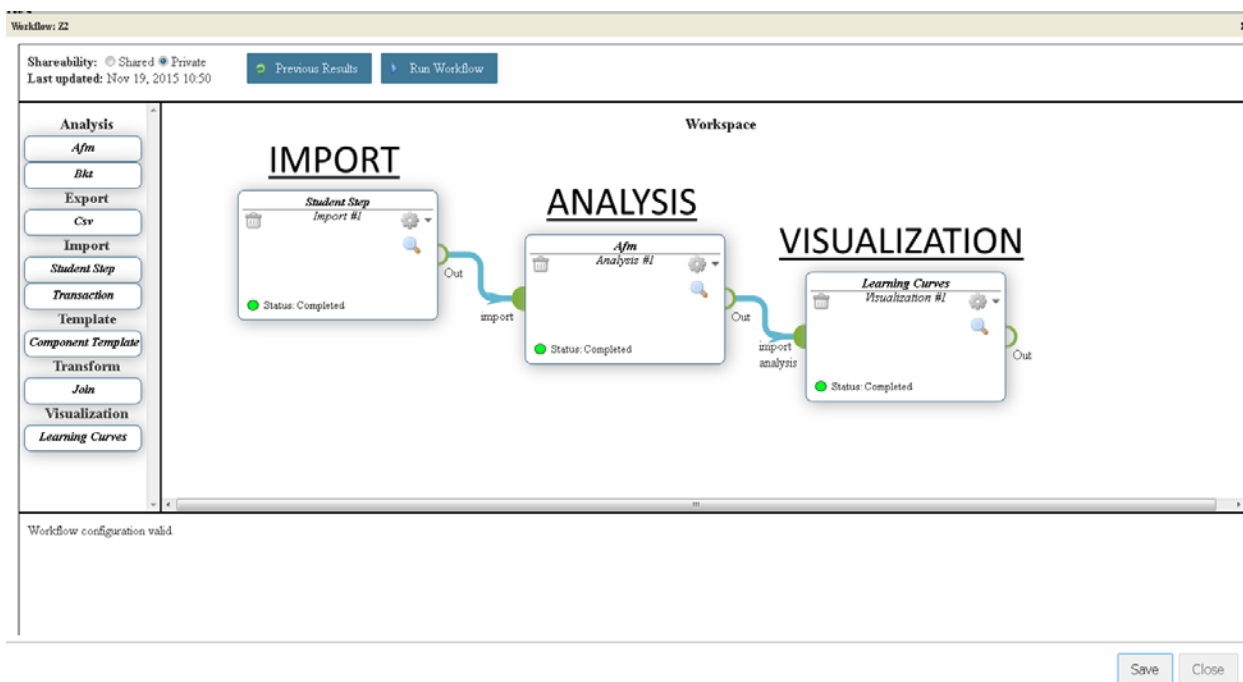 Workflow: Z2
Shareability: Shared Private
Last updated: Nov 19, 2015 10:50
Previous Results
Run Workflow
Analysis
Afm
Bkt
Export
Csv
Import
Student Step
Transaction
Template
Component Template
Transform
Join
Visualization
Learning Curves
Workspace
IMPORT
Student Step
Import #1
Status: Completed
Out
ANALYSIS
import
Afm
Analysis #1
Status: Completed
Out
VISUALIZATION
import
analysis
Learning Curves
Visualization #1
Status: Completed
Out
Workflow configuration valid.
Save
Close